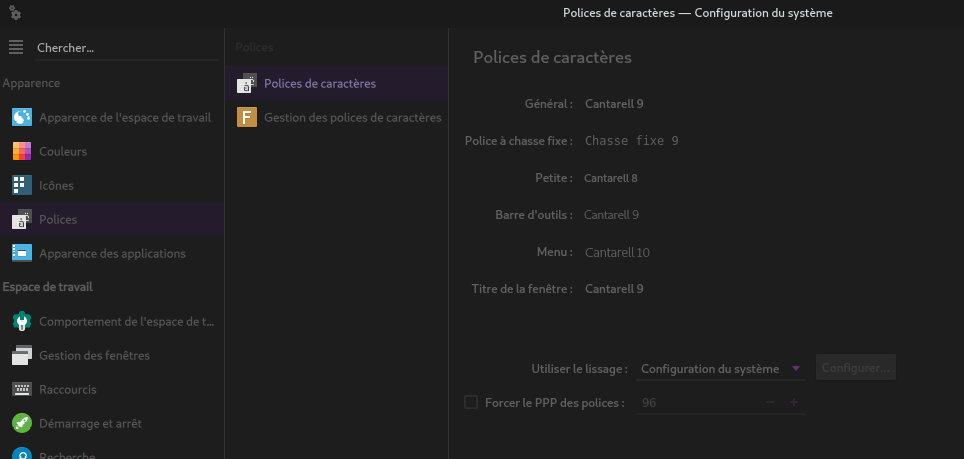 Polices de caractères — Configuration du système
Chercher...
Apparence
Apparence de l'espace de travail
Couleurs
Icônes
Polices
Apparence des applications
Espace de travail
Comportement de l'espace de t...
Gestion des fenêtres
Raccourcis
Démarrage et arrêt
Recherche
Polices
Polices de caractères
Gestion des polices de caractères
Polices de caractères
Général : Cantarell 9
Police à chasse fixe : Chasse fixe 9
Petite : Cantarell 8
Barre d'outils : Cantarell 9
Menu : Cantarell 10
Titre de la fenêtre : Cantarell 9
Utiliser le lissage : Configuration du système Configurer...
Forcer le PPP des polices : 96